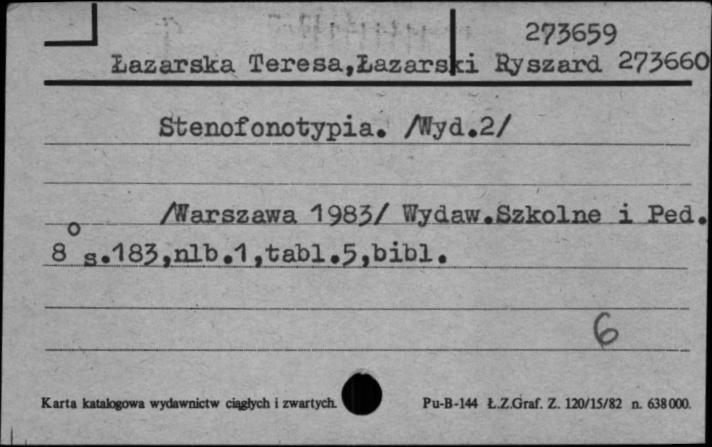 273659
Łazarska Teresa,Łazarski Ryszard 273660
Stenofonotypia. /Wyd.2/
/Warszawa 1983/ Wydaw.Szkolne i Ped.
8° s.183,nlb.1,tabl.5,bibl.
6
Karta katalogowa wydawnictw ciągłych i zwartych. Pu-B-144 Ł.Z.Graf. Z. 120/15/82 n. 638000.